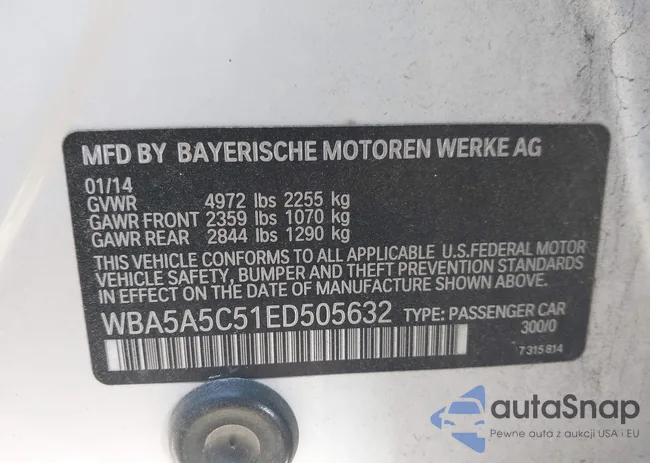 MFD BY BAYERISCHE MOTOREN WERKE AG
01/14
GVWR 4972 lbs 2255 kg
GAWR FRONT 2359 lbs 1070 kg
GAWR REAR 2844 lbs 1290 kg
THIS VEHICLE CONFORMS TO ALL APPLICABLE U.S.FEDERAL MOTOR
VEHICLE SAFETY, BUMPER AND THEFT PREVENTION STANDARDS
IN EFFECT ON THE DATE OF MANUFACTURE SHOWN ABOVE.
WBA5A5C51ED505632 TYPE: PASSENGER CAR
300/0
7315814
autaSnap
Pewne auta z aukcji USA i EU